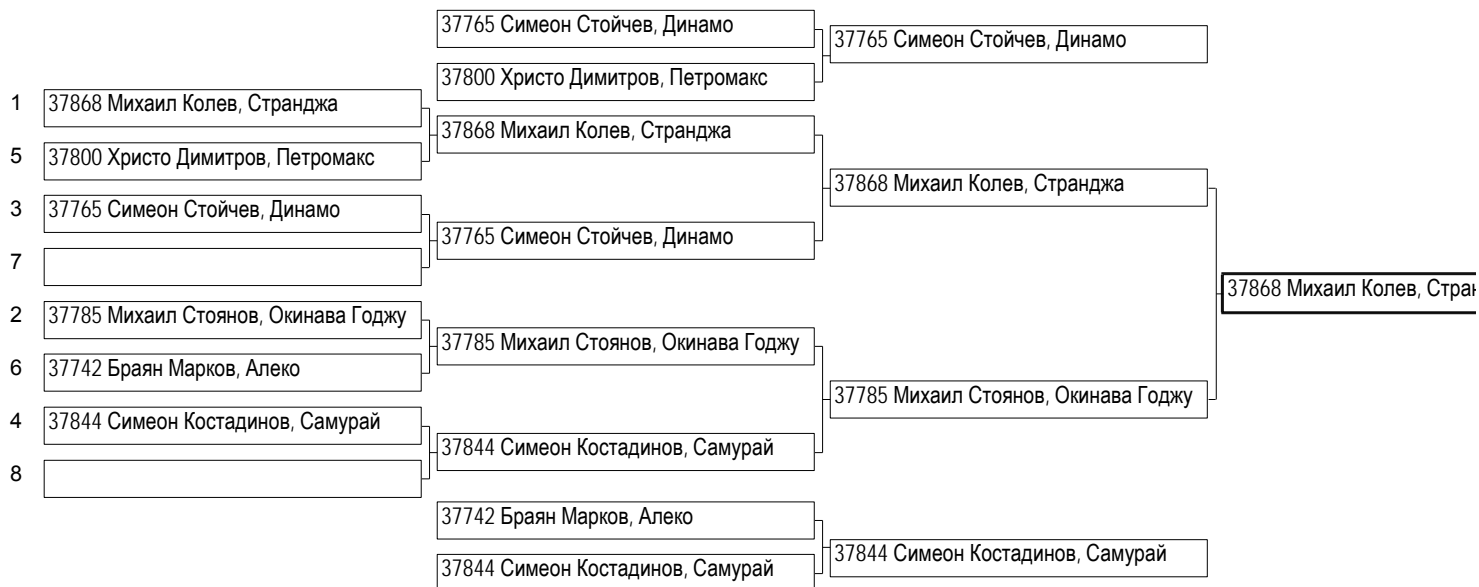 37765 Симеон Стойчев, Динамо
37765 Симеон Стойчев, Динамо
37800 Христо Димитров, Петромакс
1 37868 Михаил Колев, Странджа
37868 Михаил Колев, Странджа
5 37800 Христо Димитров, Петромакс
37868 Михаил Колев, Странджа
3 37765 Симеон Стойчев, Динамо
37765 Симеон Стойчев, Динамо
7
37868 Михаил Колев, Стран
2 37785 Михаил Стоянов, Окинава Годжу
37785 Михаил Стоянов, Окинава Годжу
6 37742 Браян Марков, Алеко
37785 Михаил Стоянов, Окинава Годжу
4 37844 Симеон Костадинов, Самурай
37844 Симеон Костадинов, Самурай
8
37742 Браян Марков, Алеко
37844 Симеон Костадинов, Самурай
37844 Симеон Костадинов, Самурай